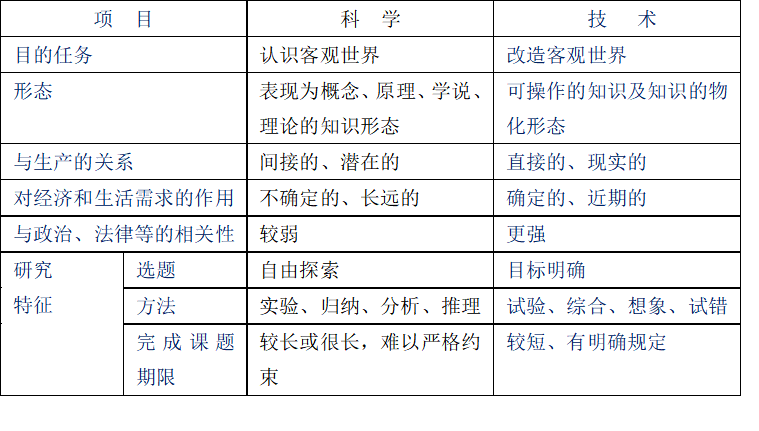 项 目 科 学 技 术
目的任务 认识客观世界 改造客观世界
形态 表现为概念、原理、学说、 可操作的知识及知识的物
理论的知识形态 化形态
与生产的关系 间接的、潜在的 直接的、现实的
对经济和生活需求的作用 不确定的、长远的 确定的、近期的
与政治、法律等的相关性 较弱 更强
研究 选题 自由探索 目标明确
特征 方法 实验、归纳、分析、推理 试验、综合、想象、试错
完成课题 较长或很长，难以严格约 较短、有明确规定
期限 束